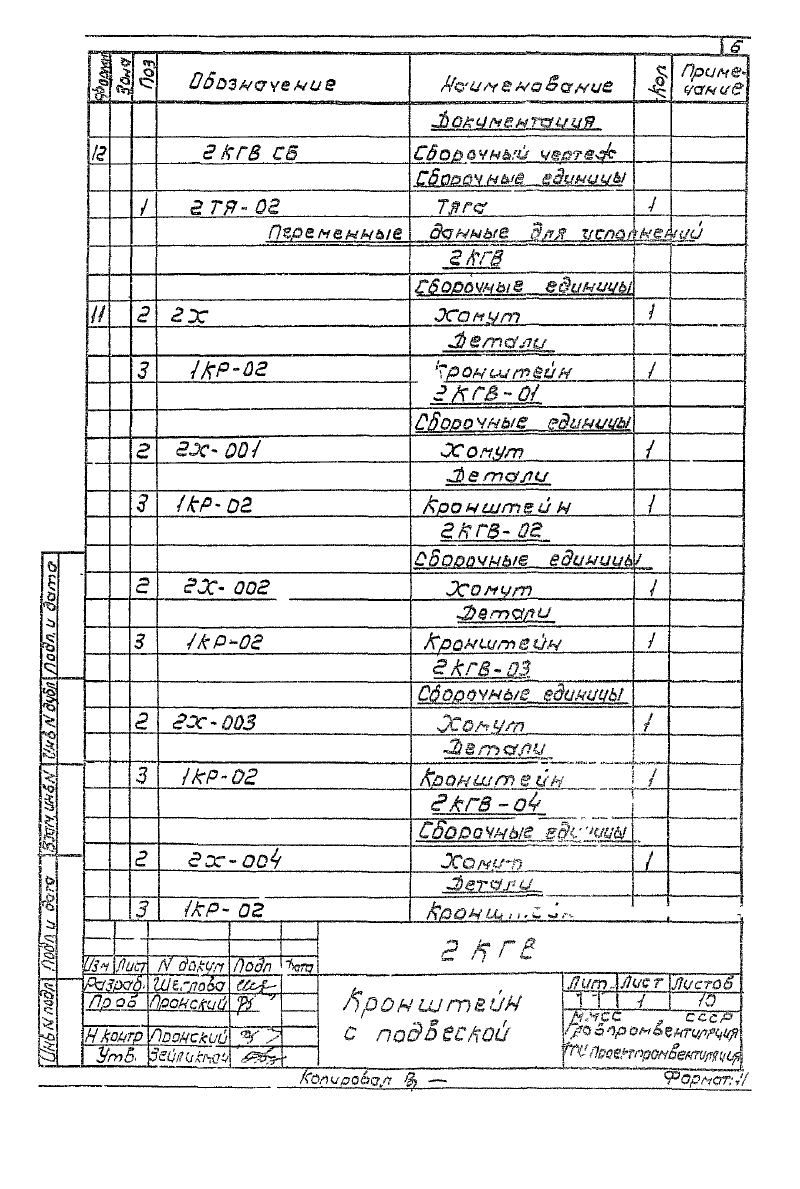 6
Формат Зона Поз Обозначение Наименование Кол Приме-
чание
Документация
12 2КГВ СБ Сборочный чертеж
Сборочные единицы
1 2ТЯ-02 Тяга 1
Переменные данные для исполнений
2КГВ
Сборочные единицы
11 2 2Х Хомут 1
Детали
3 1КР-02 Кронштейн 1
2КГВ-01
Сборочные единицы
2 2Х-001 Хомут 1
Детали
3 1КР-02 Кронштейн 1
2КГВ-02
Сборочные единицы
2 2Х-002 Хомут 1
Детали
3 1КР-02 Кронштейн 1
2КГВ-03
Сборочные единицы
2 2Х-003 Хомут 1
Детали
3 1КР-02 Кронштейн 1
2КГВ-04
Сборочные единицы
2 2Х-004 Хомут 1
Детали
3 1КР-02 Кронштейн
Подп. и дата
Инв N дубл
Взам. инв. N
Подп. и дата
Инв N подл
2КГВ
Изм Лист N докум Подп Дата
Разраб. Щеглова
Пров Пронский
Н контр Пронский
Утв. Зейликман
Кронштейн
с подвеской
Лит. Лист Листов
1 10
ММСС СССР
Главпромвентиляция
ГПИ Проектпромвентиляция
Копировал
Формат: 11